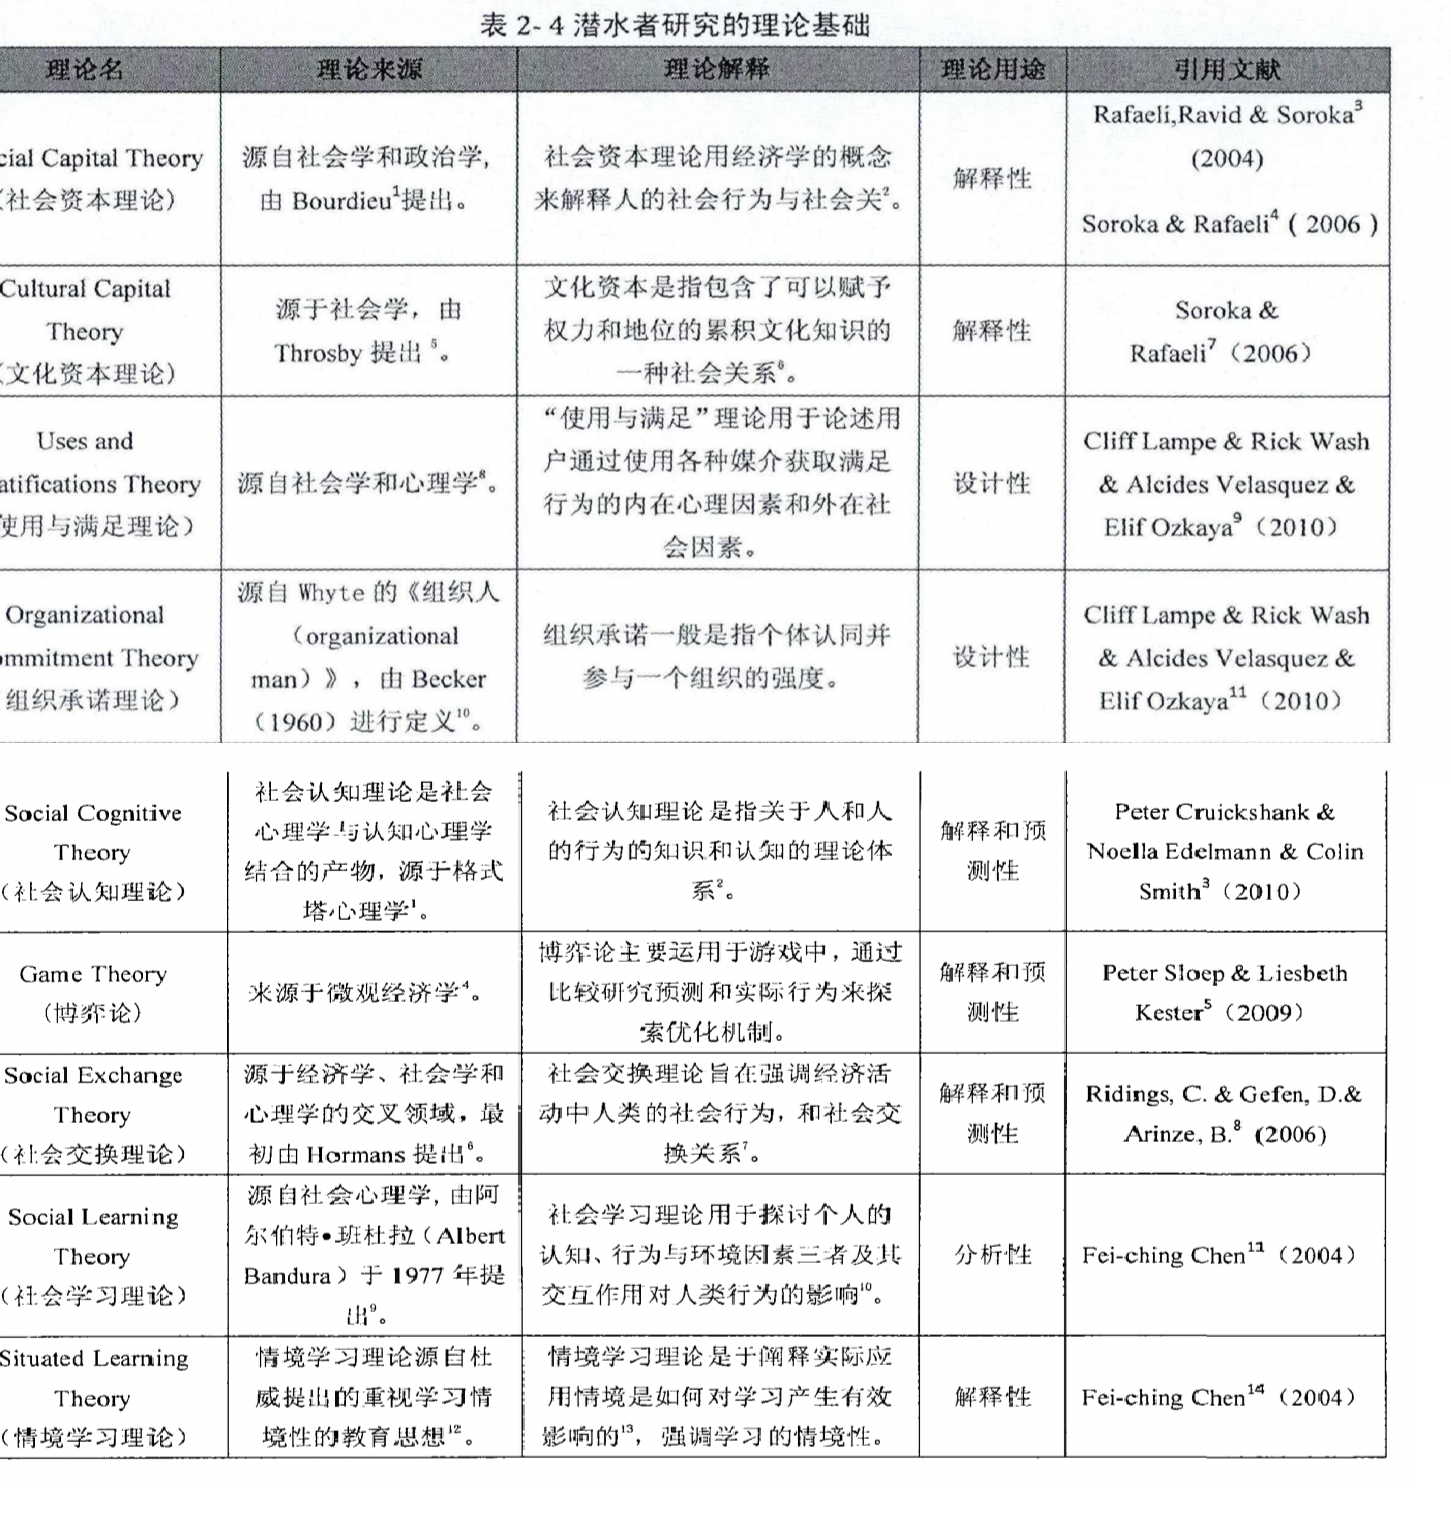 表 2- 4 潜水者研究的理论基础
理论名
理论来源
理论解释
理论用途
引用文献
cial Capital Theory
（社会资本理论）
源自社会学和政治学,
由 Bourdieu¹提出。
社会资本理论用经济学的概念
来解释人的社会行为与社会关²。
解释性
Rafaeli,Ravid & Soroka³
(2004)
Soroka & Rafaeli⁴ ( 2006 )
Cultural Capital
Theory
（文化资本理论）
源于社会学，由
Throsby 提出 ⁵。
文化资本是指包含了可以赋予
权力和地位的累积文化知识的
一种社会关系⁶。
解释性
Soroka &
Rafaeli⁷（2006）
Uses and
atifications Theory
使用与满足理论）
源自社会学和心理学⁸。
“使用与满足”理论用于论述用
户通过使用各种媒介获取满足
行为的内在心理因素和外在社
会因素。
设计性
Cliff Lampe & Rick Wash
& Alcides Velasquez &
Elif Ozkaya⁹（2010）
Organizational
ommitment Theory
组织承诺理论）
源自 Whyte 的《组织人
（organizational
man）》，由 Becker
（1960）进行定义¹⁰。
组织承诺一般是指个体认同并
参与一个组织的强度。
设计性
Cliff Lampe & Rick Wash
& Alcides Velasquez &
Elif Ozkaya¹¹（2010）
Social Cognitive
Theory
（社会认知理论）
社会认知理论是社会
心理学与认知心理学
结合的产物，源于格式
塔心理学¹。
社会认知理论是指关于人和人
的行为的知识和认知的理论体
系²。
解释和预
测性
Peter Cruickshank &
Noella Edelmann & Colin
Smith³（2010）
Game Theory
（博弈论）
来源于微观经济学⁴。
博弈论主要运用于游戏中，通过
比较研究预测和实际行为来探
索优化机制。
解释和预
测性
Peter Sloep & Liesbeth
Kester⁵（2009）
Social Exchange
Theory
（社会交换理论）
源于经济学、社会学和
心理学的交叉领域，最
初由 Hormans 提出⁶。
社会交换理论旨在强调经济活
动中人类的社会行为，和社会交
换关系⁷。
解释和预
测性
Ridings, C. & Gefen, D.&
Arinze, B.⁸ (2006)
Social Learning
Theory
（社会学习理论）
源自社会心理学, 由阿
尔伯特•班杜拉（Albert
Bandura）于 1977 年提
出⁹。
社会学习理论用于探讨个人的
认知、行为与环境因素三者及其
交互作用对人类行为的影响¹⁰。
分析性
Fei-ching Chen¹¹（2004）
Situated Learning
Theory
（情境学习理论）
情境学习理论源自杜
威提出的重视学习情
境性的教育思想¹²。
情境学习理论是于阐释实际应
用情境是如何对学习产生有效
影响的¹³，强调学习的情境性。
解释性
Fei-ching Chen¹⁴（2004）